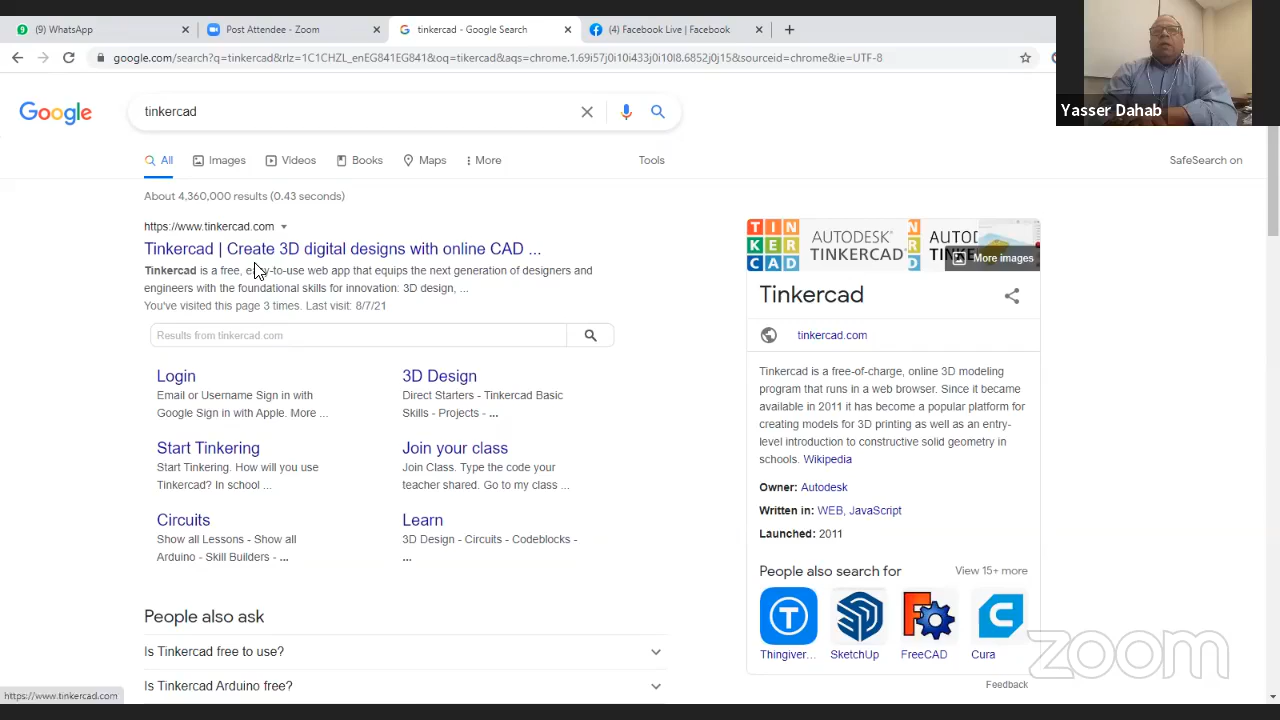 (9) WhatsApp
Post Attendee - Zoom
tinkercad - Google Search
(4) Facebook Live | Facebook
google.com/search?q=tinkercad&rlz=1C1CHZL_enEG841EG841&oq=tikercad&aqs=chrome.1.69i57j0i10i433j0i10l8.6852j0j15&sourceid=chrome&ie=UTF-8
Yasser Dahab
Google
tinkercad
All
Images
Videos
Books
Maps
More
Tools
SafeSearch on
About 4,360,000 results (0.43 seconds)
https://www.tinkercad.com
Tinkercad | Create 3D digital designs with online CAD ...
Tinkercad is a free, easy-to-use web app that equips the next generation of designers and
engineers with the foundational skills for innovation: 3D design, ...
You've visited this page 3 times. Last visit: 8/7/21
Results from tinkercad.com
Login
Email or Username Sign in with
Google Sign in with Apple. More ...
3D Design
Direct Starters - Tinkercad Basic
Skills - Projects - ...
Start Tinkering
Start Tinkering. How will you use
Tinkercad? In school ...
Join your class
Join Class. Type the code your
teacher shared. Go to my class ...
Circuits
Show all Lessons - Show all
Arduino - Skill Builders - ...
Learn
3D Design - Circuits - Codeblocks -
...
People also ask
Is Tinkercad free to use?
Is Tinkercad Arduino free?
https://www.tinkercad.com
TIN
KER
CAD
AUTODESK®
TINKERCAD
More images
Tinkercad
tinkercad.com
Tinkercad is a free-of-charge, online 3D modeling
program that runs in a web browser. Since it became
available in 2011 it has become a popular platform for
creating models for 3D printing as well as an entry-
level introduction to constructive solid geometry in
schools. Wikipedia
Owner: Autodesk
Written in: WEB, JavaScript
Launched: 2011
People also search for
View 15+ more
Thingiver...
SketchUp
FreeCAD
Cura
Feedback
zoom